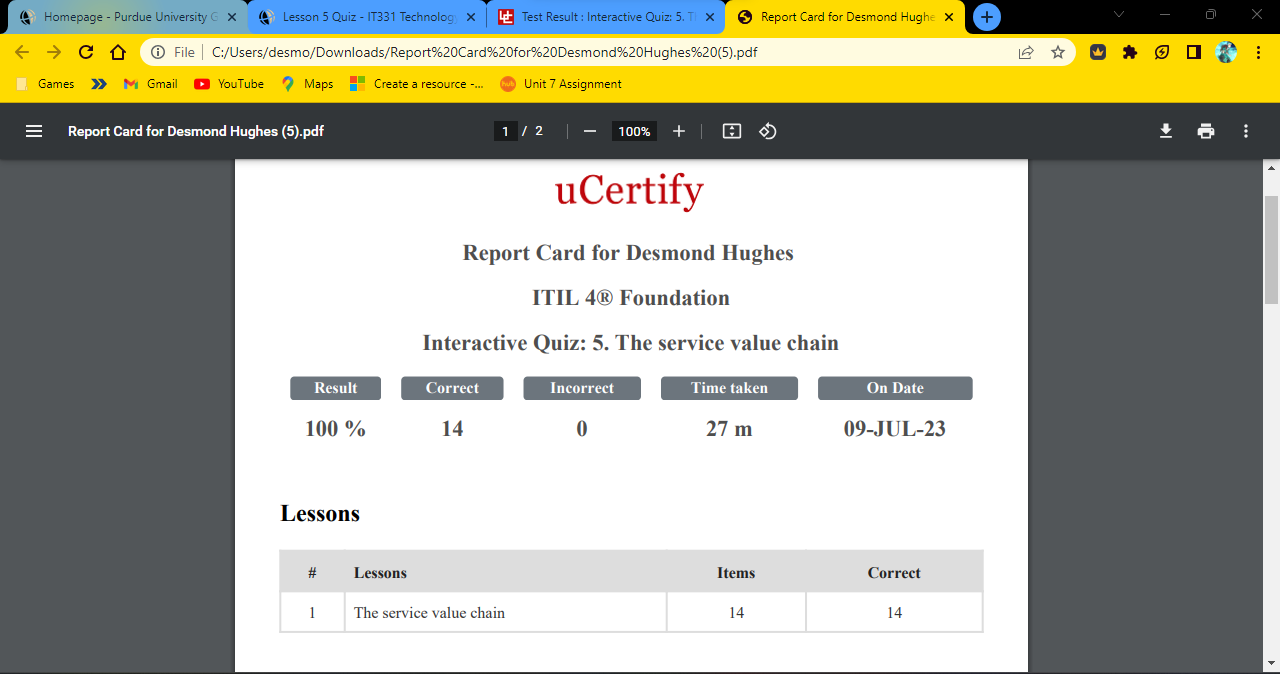 Homepage - Purdue University G
Lesson 5 Quiz - IT331 Technology
Test Result : Interactive Quiz: 5. T
Report Card for Desmond Hughe
File C:/Users/desmo/Downloads/Report%20Card%20for%20Desmond%20Hughes%20(5).pdf
Games Gmail YouTube Maps Create a resource -... Unit 7 Assignment
Report Card for Desmond Hughes (5).pdf 1 / 2 100%
uCertify
Report Card for Desmond Hughes
ITIL 4® Foundation
Interactive Quiz: 5. The service value chain
Result Correct Incorrect Time taken On Date
100 % 14 0 27 m 09-JUL-23
Lessons
# Lessons Items Correct
1 The service value chain 14 14